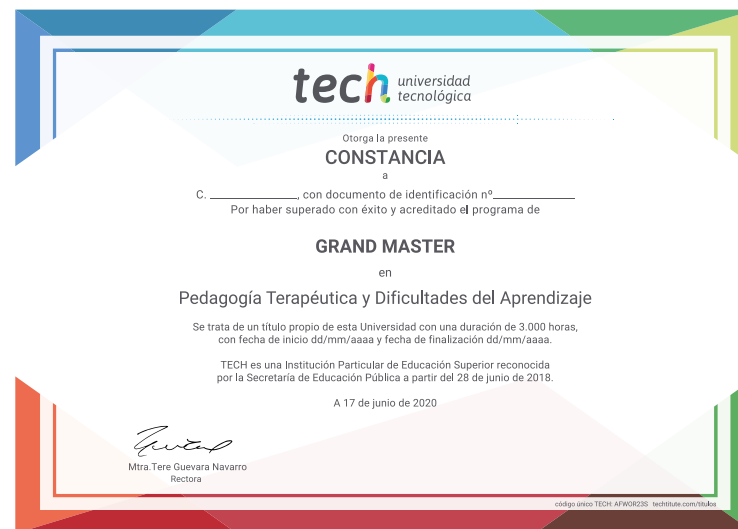 tech universidad
tecnológica
Otorga la presente
CONSTANCIA
a
C. ______________, con documento de identificación nº______________
Por haber superado con éxito y acreditado el programa de
GRAND MASTER
en
Pedagogía Terapéutica y Dificultades del Aprendizaje
Se trata de un título propio de esta Universidad con una duración de 3.000 horas,
con fecha de inicio dd/mm/aaaa y fecha de finalización dd/mm/aaaa.
TECH es una Institución Particular de Educación Superior reconocida
por la Secretaría de Educación Pública a partir del 28 de junio de 2018.
A 17 de junio de 2020
Mtra.Tere Guevara Navarro
Rectora
código único TECH: AFWOR23S techtitute.com/titulos